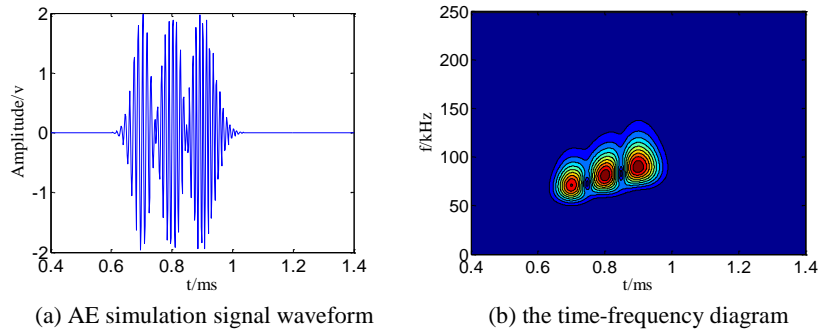 2
1
0
-1
-2
Amplitude/v
0.4 0.6 0.8 1 1.2 1.4
t/ms
(a) AE simulation signal waveform
250
200
150
100
50
0
f/kHz
0.4 0.6 0.8 1 1.2 1.4
t/ms
(b) the time-frequency diagram